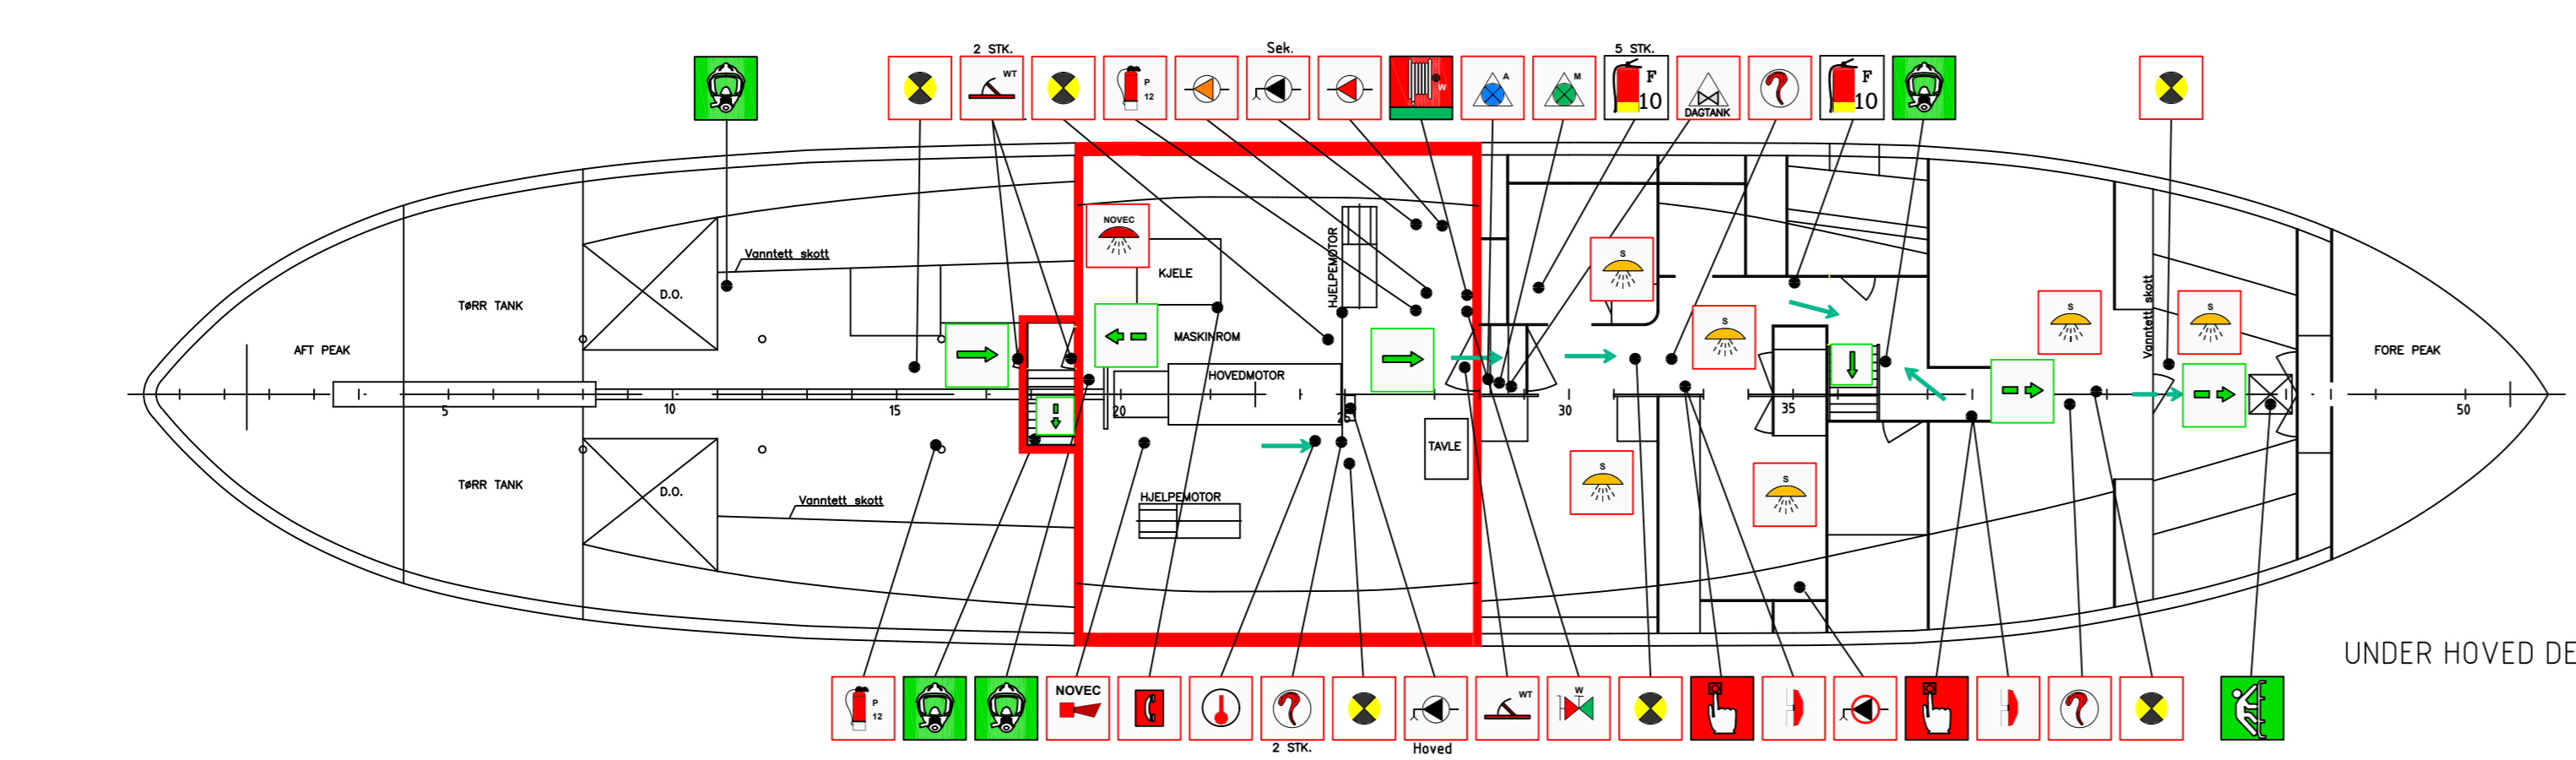 2 STK.
Sek.
5 STK.
WT
P
12
W
A
M
F
10
DAGTANK
F
10
NOVEC
S
Vanntett skott
HJELPEMOTOR
KJELE
D.O.
TØRR TANK
S
S
S
Vanntett skott
MASKINROM
AFT PEAK
FORE PEAK
HOVEDMOTOR
5
10
15
20
25
30
35
50
TAVLE
S
S
TØRR TANK
D.O.
Vanntett skott
HJELPEMOTOR
UNDER HOVED DE
P
12
NOVEC
WT
W
2 STK.
Hoved